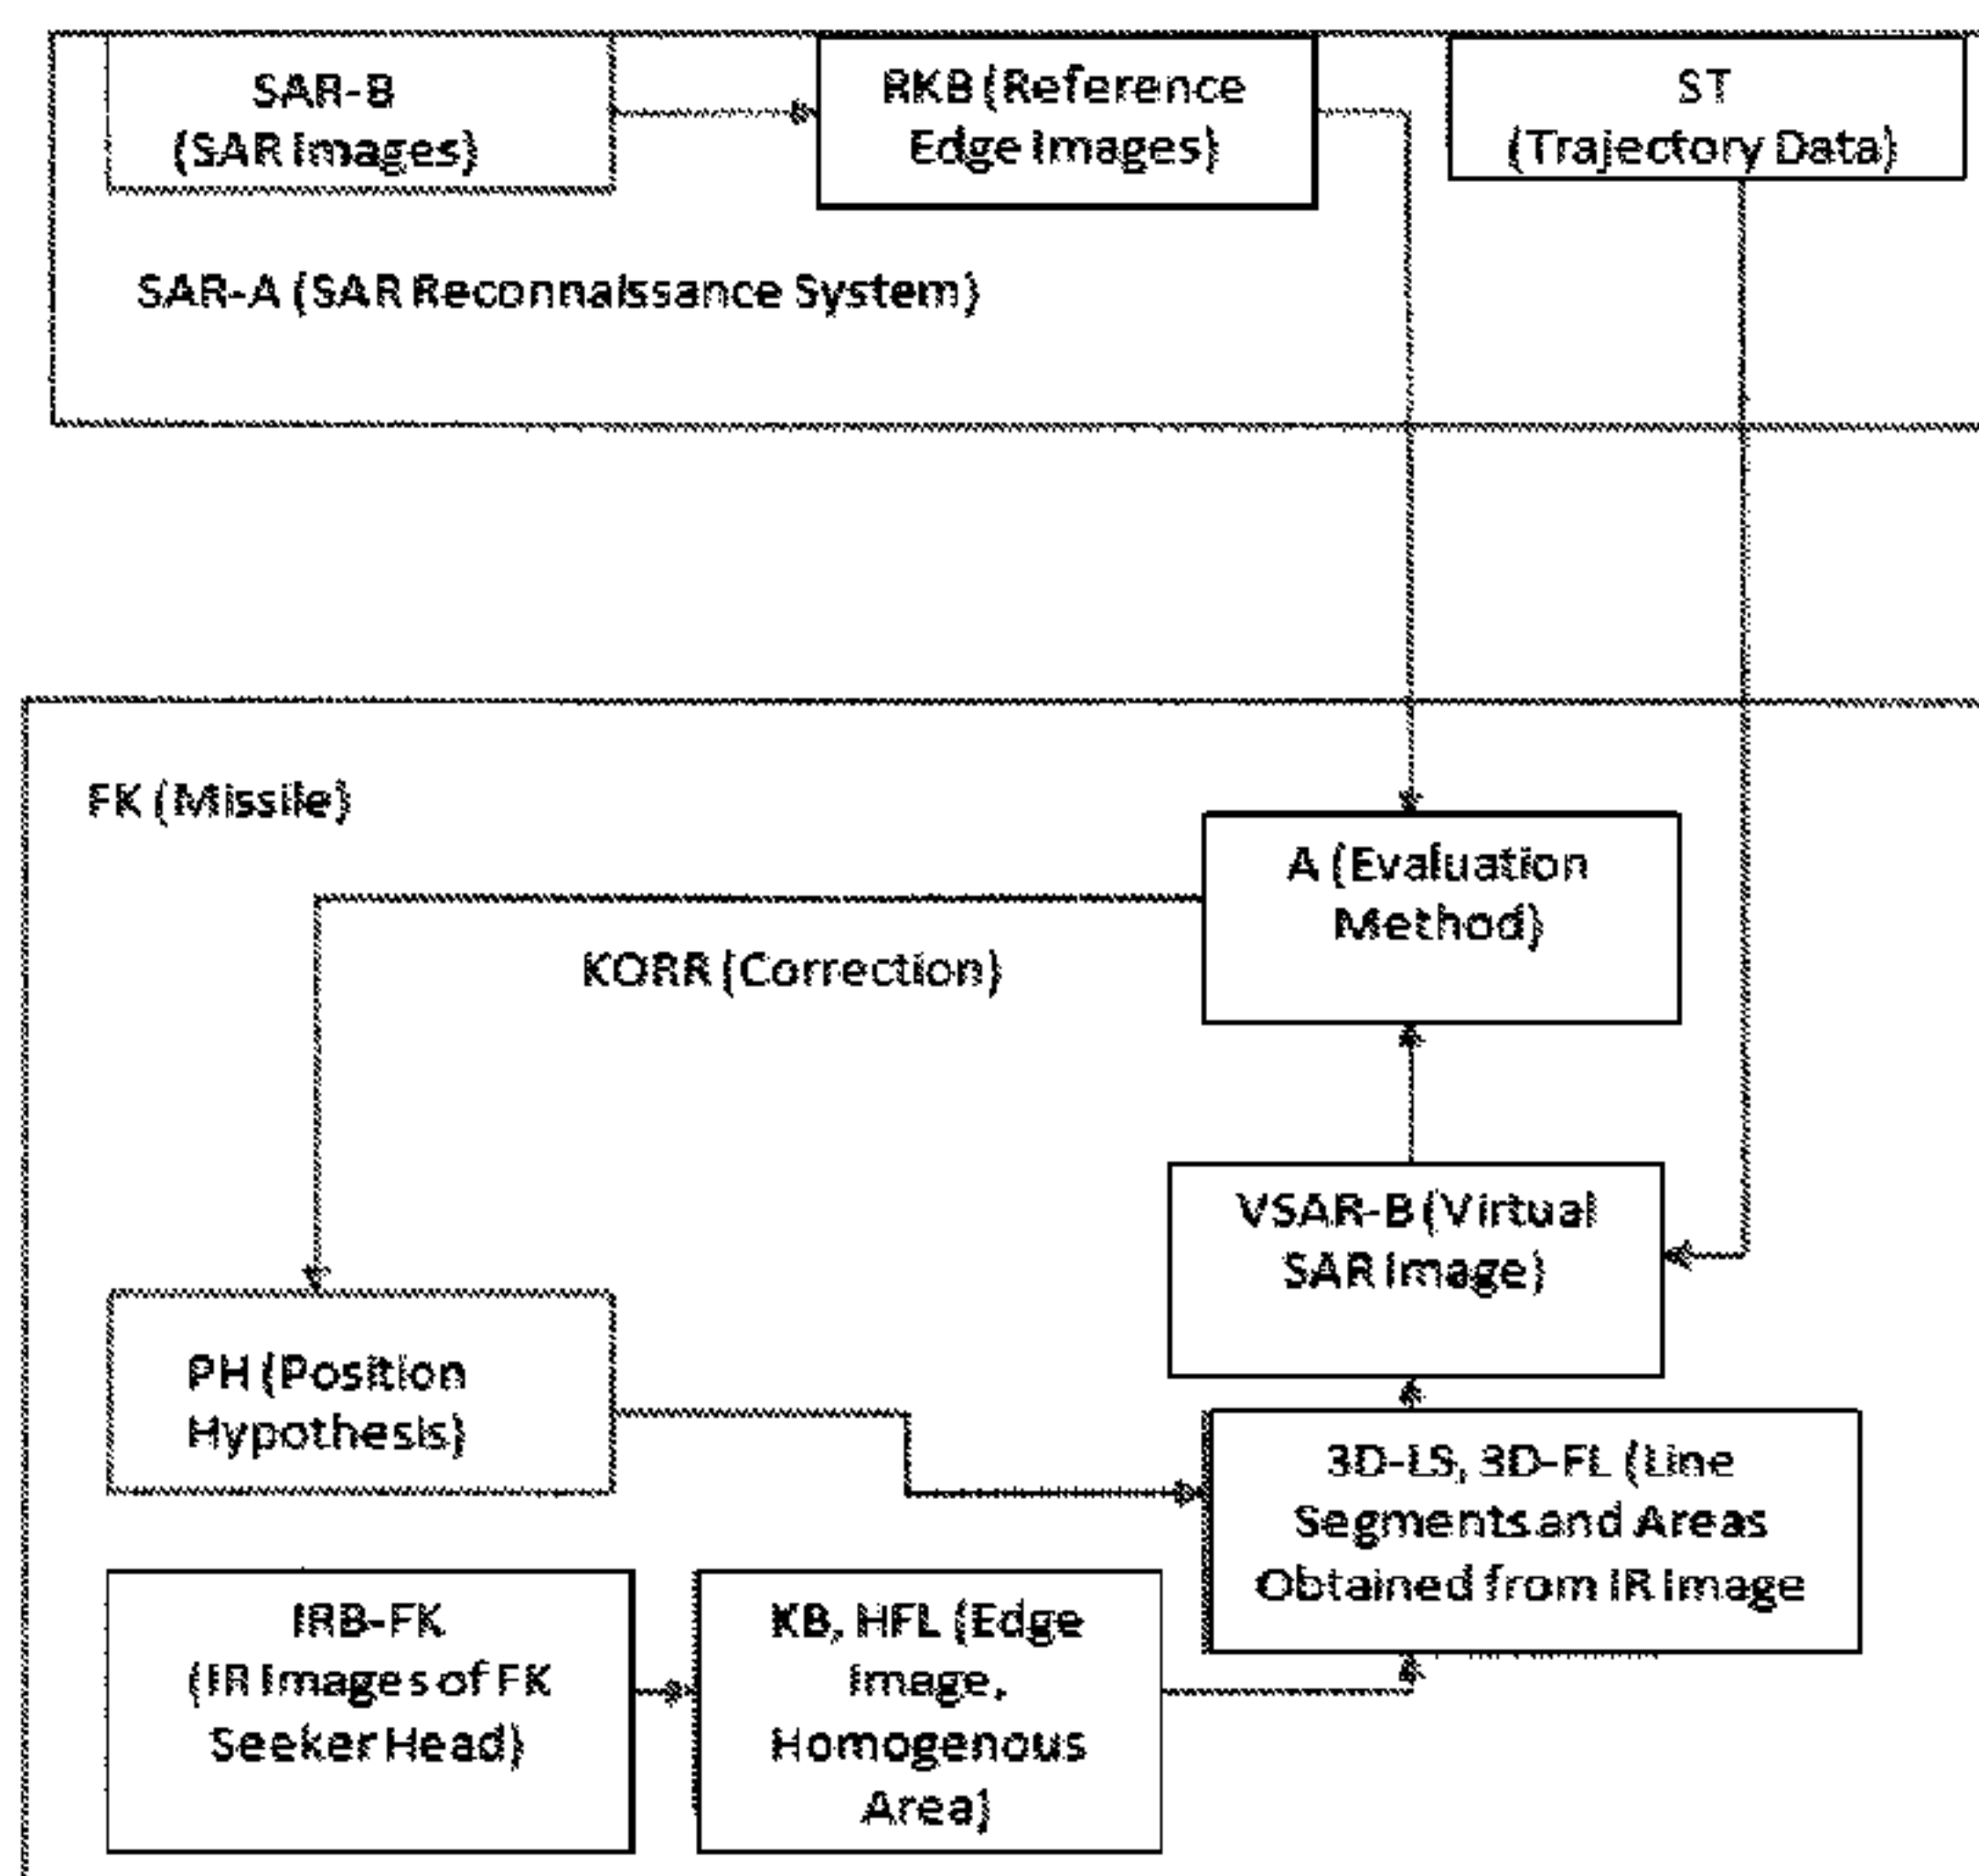 SAR-B
(SAR Images)
RKB (Reference
Edge Images)
ST
(Trajectory Data)
SAR-A (SAR Reconnaissance System)
FK (Missile)
A (Evaluation
Method)
KORR (Correction)
VSAR-B (Virtual
SAR Image)
PH (Position
Hypothesis)
3D-LS, 3D-FL (Line
Segments and Areas
Obtained from IR Image
IRB-FK
(IR Images of FK
Seeker Head)
KB, HFL (Edge
Image,
Homogenous
Area)